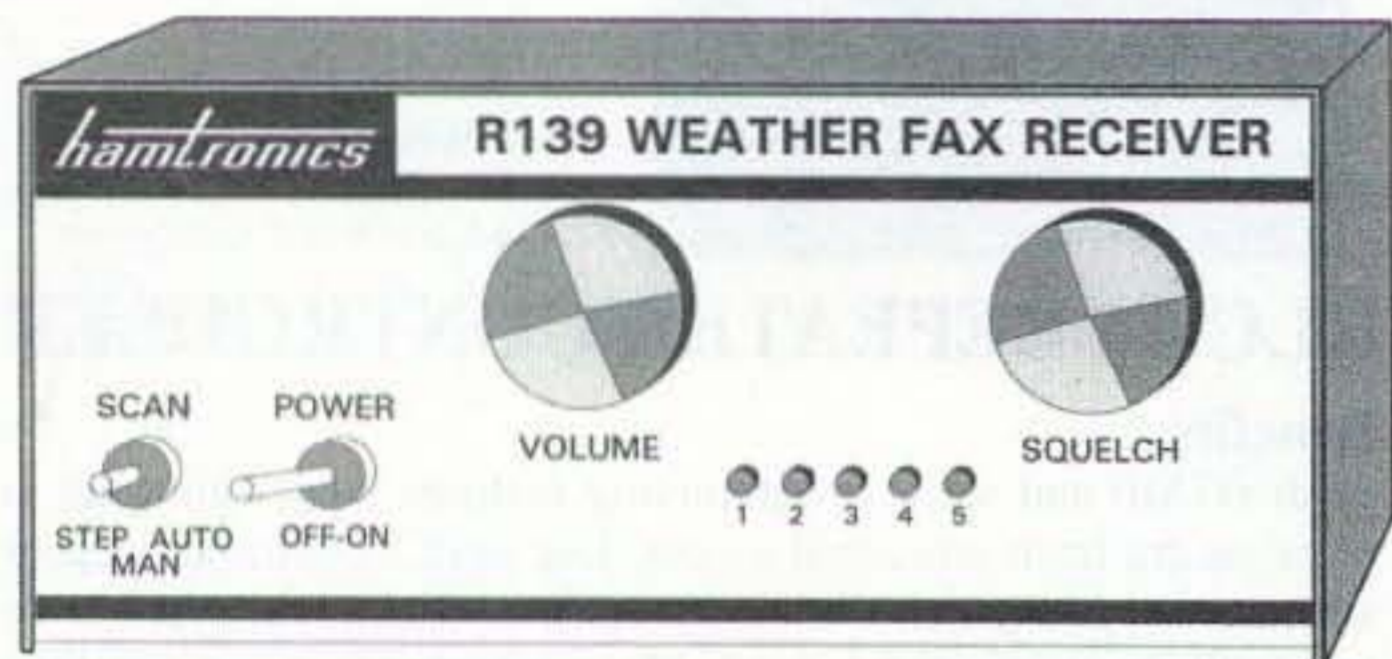 hamtronics
R139 WEATHER FAX RECEIVER
SCAN
POWER
VOLUME
SQUELCH
STEP AUTO
MAN
OFF-ON
1 2 3 4 5